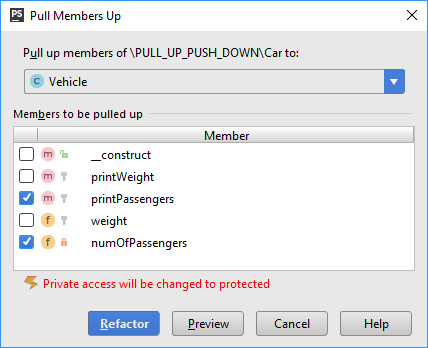 PS Pull Members Up
Pull up members of \PULL_UP_PUSH_DOWN\Car to:
C Vehicle
Members to be pulled up
Member
m __construct
m printWeight
m printPassengers
f weight
f numOfPassengers
Private access will be changed to protected
Refactor Preview Cancel Help